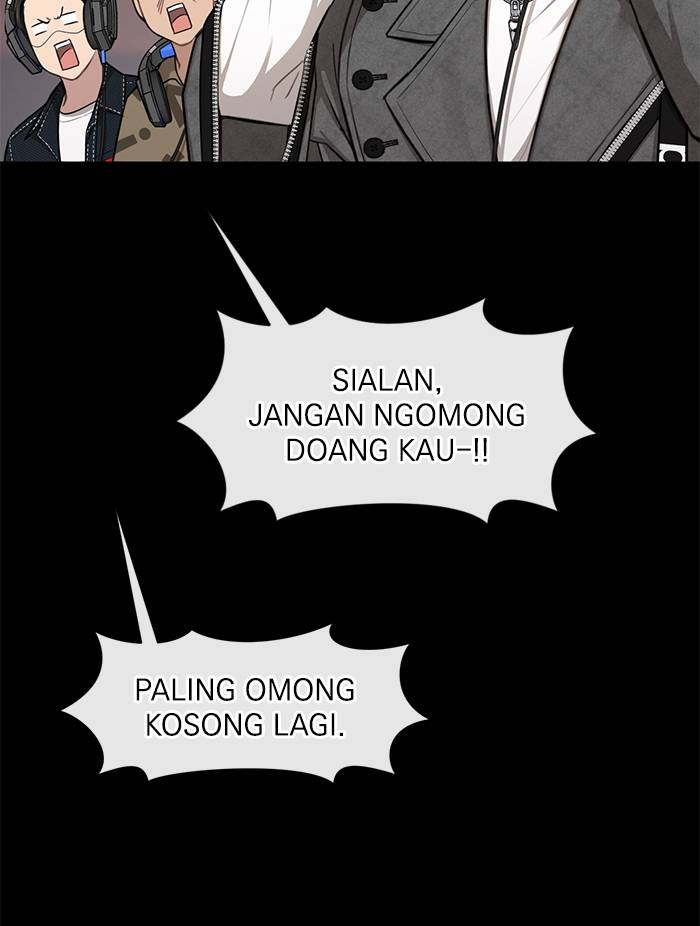 SIALAN,
JANGAN NGOMONG
DOANG KAU-!!
PALING OMONG
KOSONG LAGI.